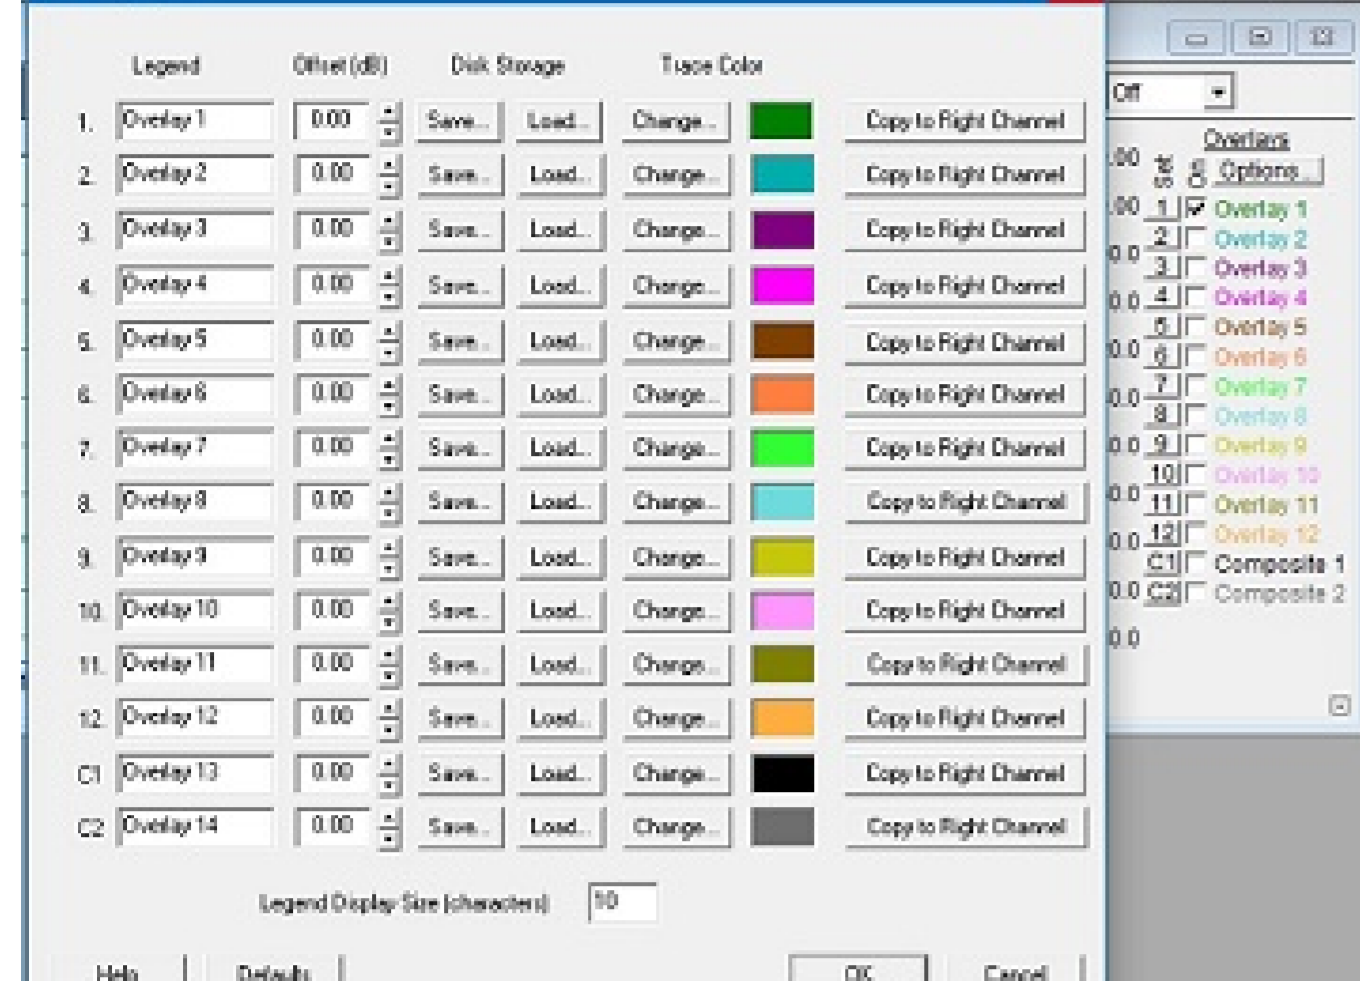 Legend Offset (dB) Disk Storage Trace Color
1. Overlay 1 0.00 Save... Load... Change... Copy to Right Channel
2. Overlay 2 0.00 Save... Load... Change... Copy to Right Channel
3. Overlay 3 0.00 Save... Load... Change... Copy to Right Channel
4. Overlay 4 0.00 Save... Load... Change... Copy to Right Channel
5. Overlay 5 0.00 Save... Load... Change... Copy to Right Channel
6. Overlay 6 0.00 Save... Load... Change... Copy to Right Channel
7. Overlay 7 0.00 Save... Load... Change... Copy to Right Channel
8. Overlay 8 0.00 Save... Load... Change... Copy to Right Channel
9. Overlay 9 0.00 Save... Load... Change... Copy to Right Channel
10. Overlay 10 0.00 Save... Load... Change... Copy to Right Channel
11. Overlay 11 0.00 Save... Load... Change... Copy to Right Channel
12. Overlay 12 0.00 Save... Load... Change... Copy to Right Channel
C1 Overlay 13 0.00 Save... Load... Change... Copy to Right Channel
C2 Overlay 14 0.00 Save... Load... Change... Copy to Right Channel
Legend Display Size (characters) 10
Help Defaults OK Cancel
Off
Overlays
Set On Options...
1 Overlay 1
2 Overlay 2
3 Overlay 3
4 Overlay 4
5 Overlay 5
6 Overlay 6
7 Overlay 7
8 Overlay 8
9 Overlay 9
10 Overlay 10
11 Overlay 11
12 Overlay 12
C1 Composite 1
C2 Composite 2